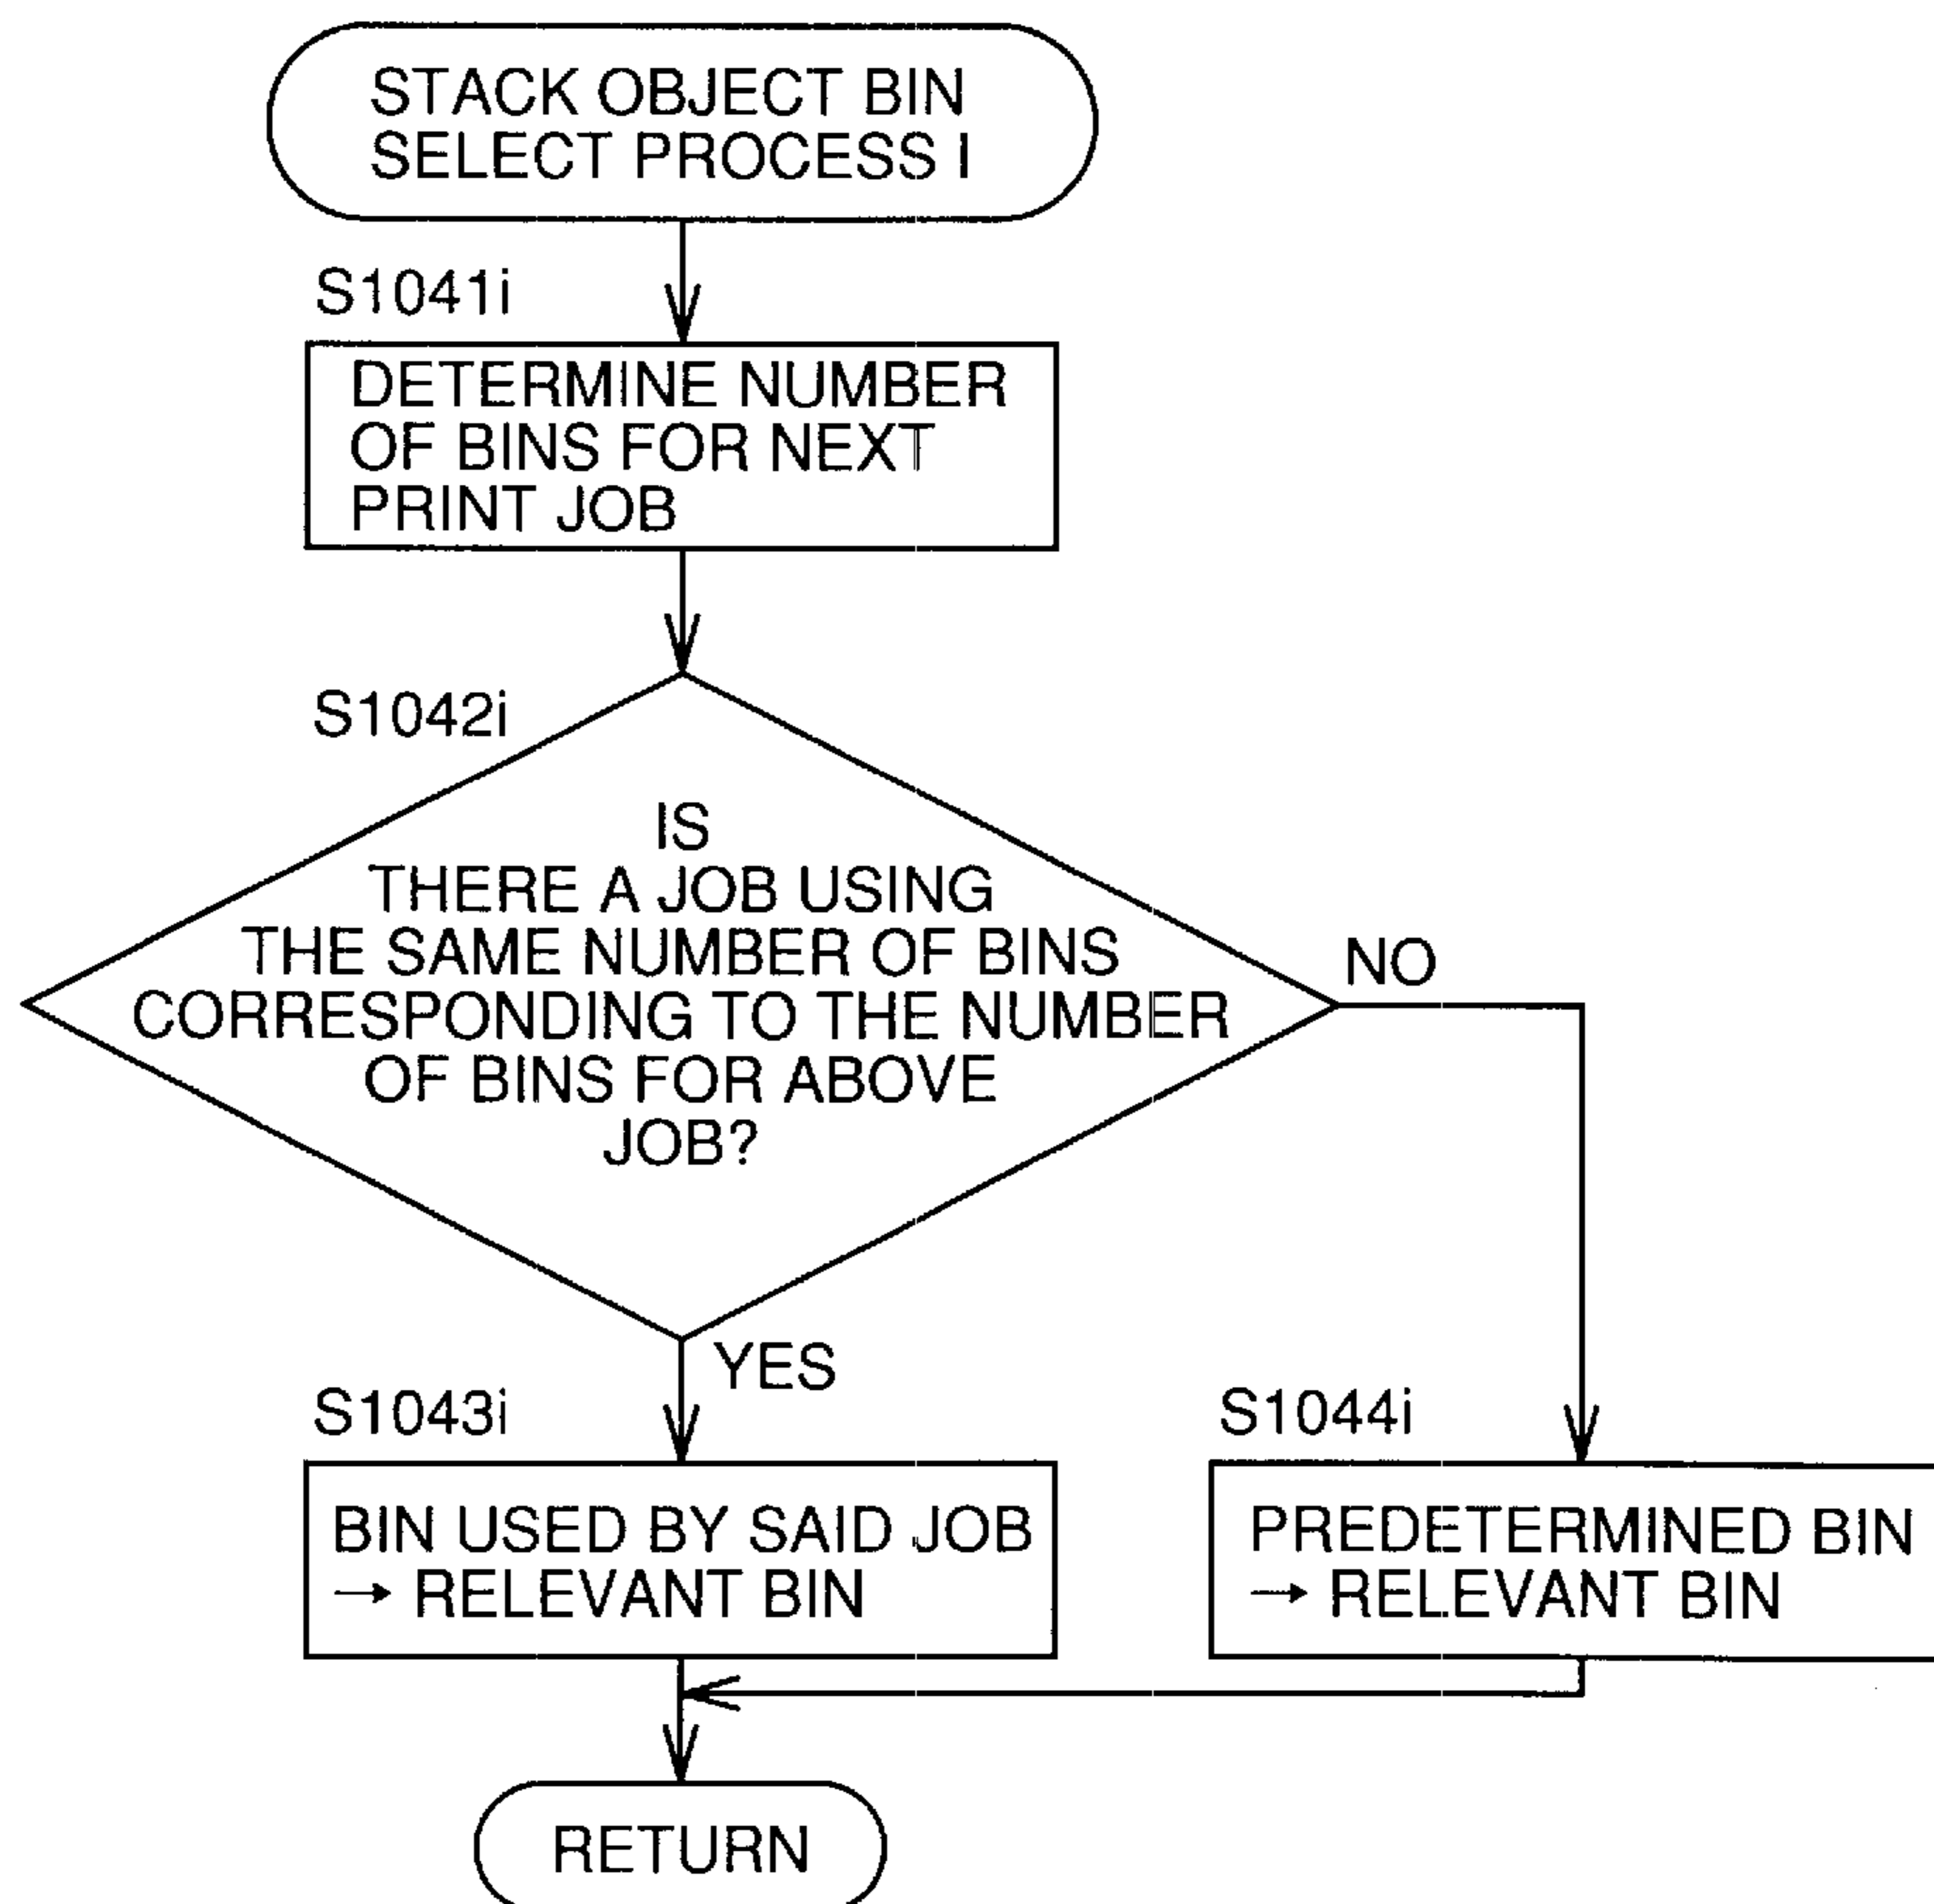 STACK OBJECT BIN
SELECT PROCESS I
S1041i
DETERMINE NUMBER
OF BINS FOR NEXT
PRINT JOB
S1042i
IS
THERE A JOB USING
THE SAME NUMBER OF BINS
CORRESPONDING TO THE NUMBER
OF BINS FOR ABOVE
JOB?
NO
YES
S1043i
BIN USED BY SAID JOB
→ RELEVANT BIN
S1044i
PREDETERMINED BIN
→ RELEVANT BIN
RETURN